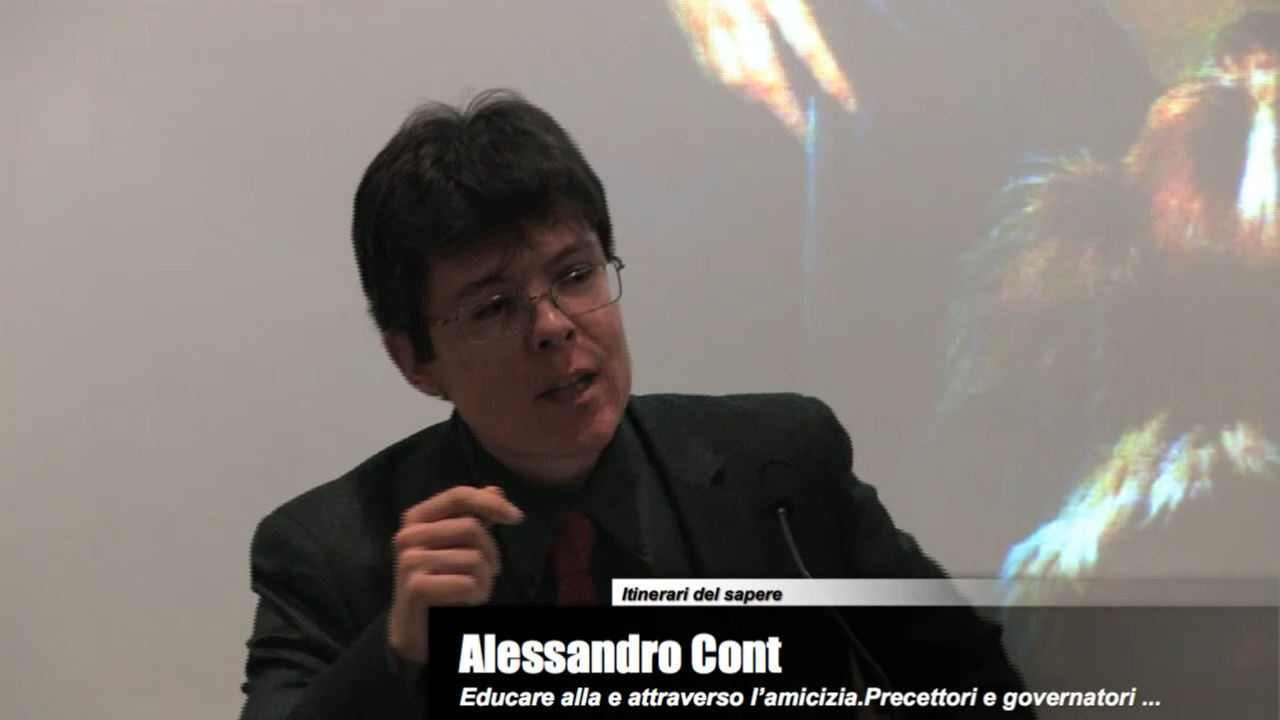 Itinerari del sapere
Alessandro Cont
Educare alla e attraverso l'amicizia.Precettori e governatori ...